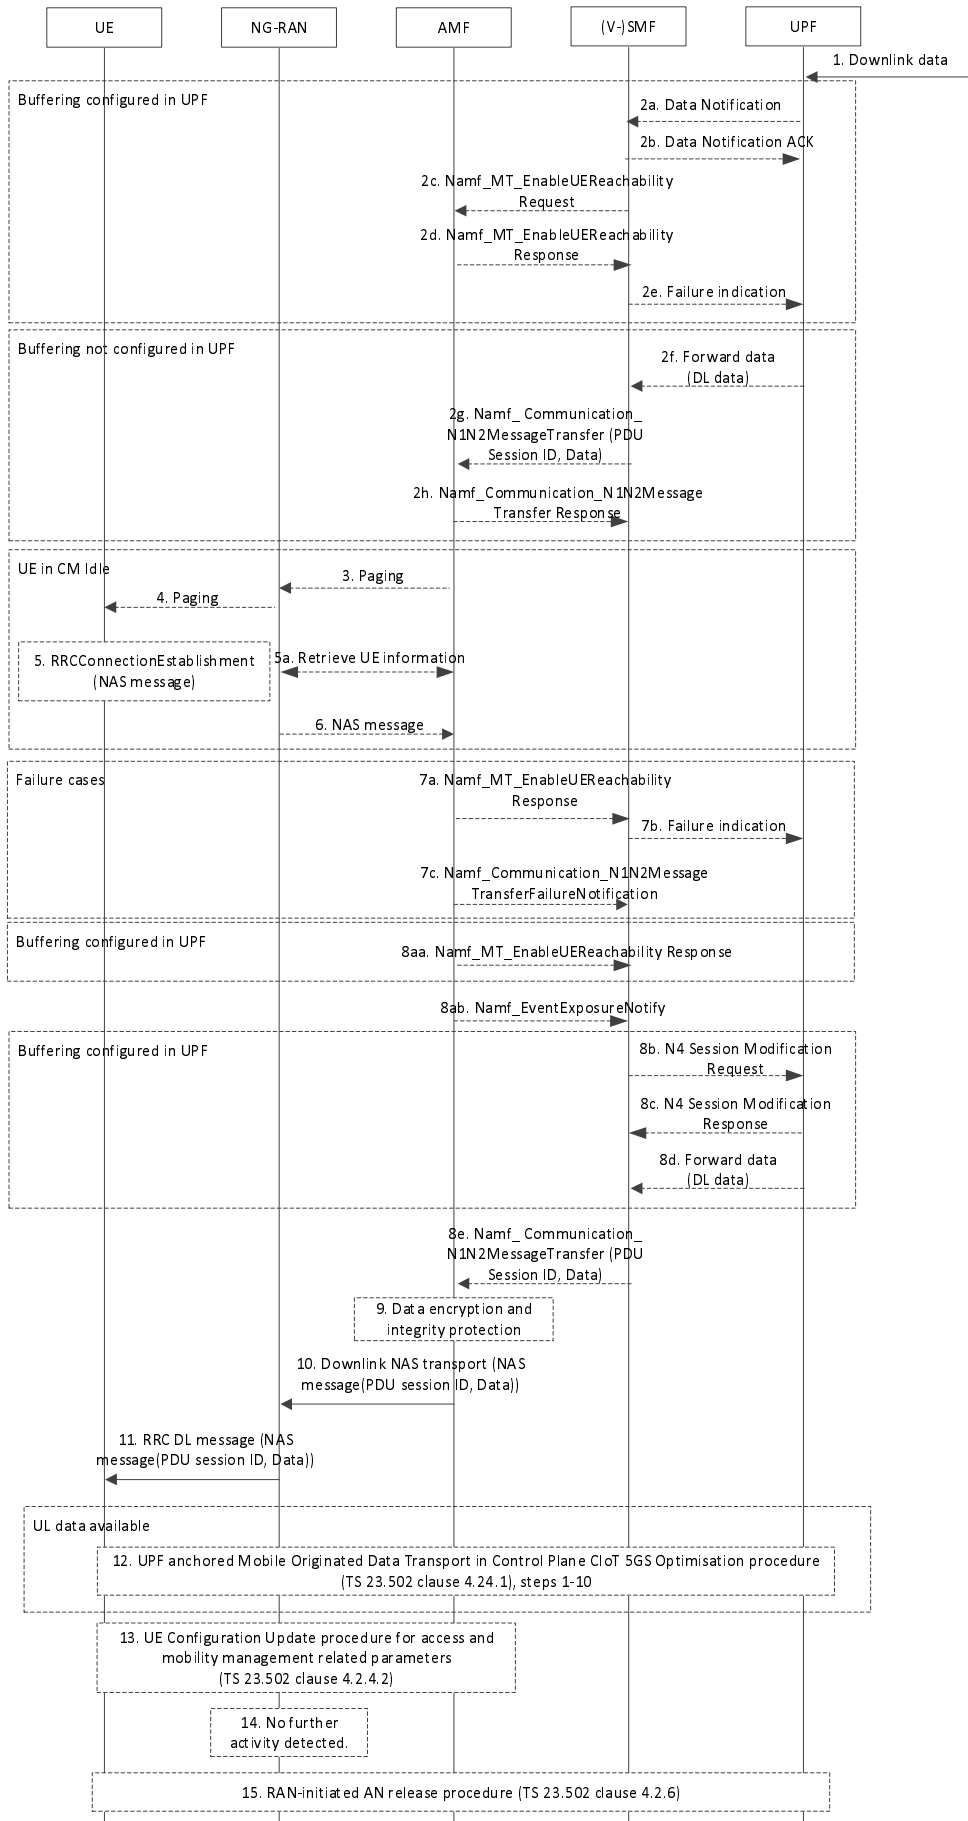 UE
NG-RAN
AMF
(V-)SMF
UPF
1. Downlink data
Buffering configured in UPF
2a. Data Notification
2b. Data Notification ACK
2c. Namf_MT_EnableUEReachability
Request
2d. Namf_MT_EnableUEReachability
Response
2e. Failure indication
Buffering not configured in UPF
2f. Forward data
(DL data)
2g. Namf_ Communication_
N1N2MessageTransfer (PDU
Session ID, Data)
2h. Namf_Communication_N1N2Message
Transfer Response
UE in CM Idle
3. Paging
4. Paging
5. RRCConnectionEstablishment
(NAS message)
5a. Retrieve UE information
6. NAS message
Failure cases
7a. Namf_MT_EnableUEReachability
Response
7b. Failure indication
7c. Namf_Communication_N1N2Message
TransferFailureNotification
Buffering configured in UPF
8aa. Namf_MT_EnableUEReachability Response
8ab. Namf_EventExposureNotify
Buffering configured in UPF
8b. N4 Session Modification
Request
8c. N4 Session Modification
Response
8d. Forward data
(DL data)
8e. Namf_ Communication_
N1N2MessageTransfer (PDU
Session ID, Data)
9. Data encryption and
integrity protection
10. Downlink NAS transport (NAS
message(PDU session ID, Data))
11. RRC DL message (NAS
message(PDU session ID, Data))
UL data available
12. UPF anchored Mobile Originated Data Transport in Control Plane CIoT 5GS Optimisation procedure
(TS 23.502 clause 4.24.1), steps 1-10
13. UE Configuration Update procedure for access and
mobility management related parameters
(TS 23.502 clause 4.2.4.2)
14. No further
activity detected.
15. RAN-initiated AN release procedure (TS 23.502 clause 4.2.6)